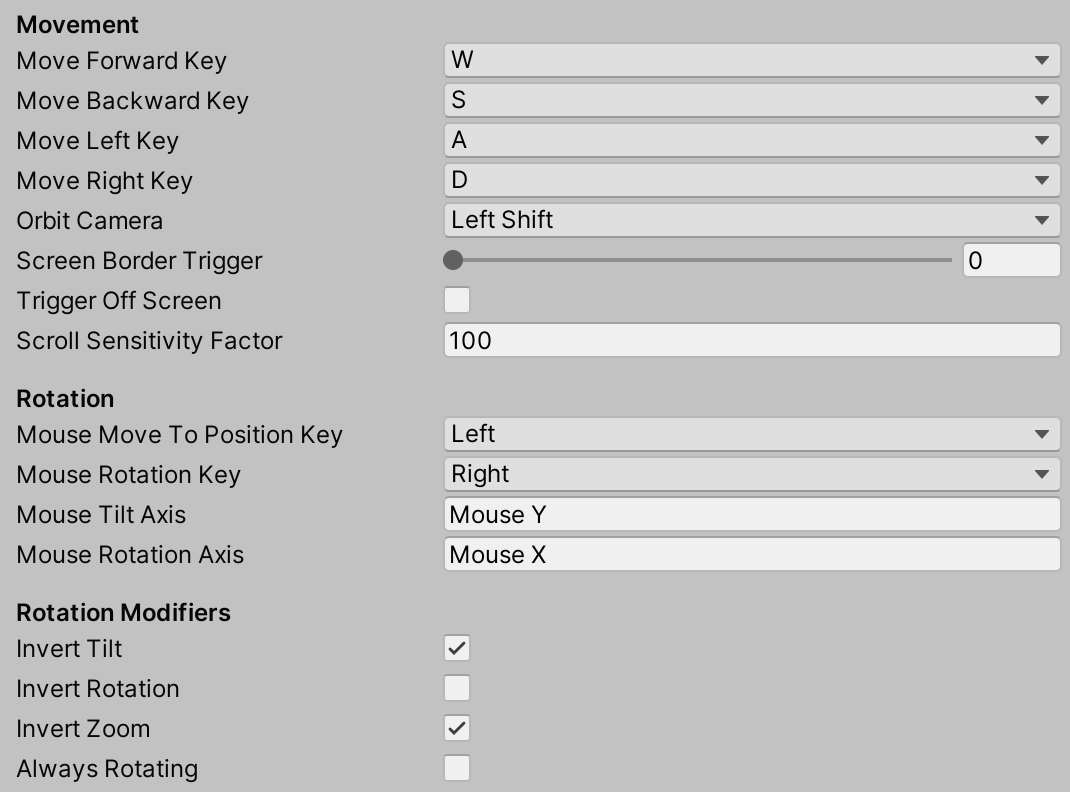 Movement
Move Forward Key W
Move Backward Key S
Move Left Key A
Move Right Key D
Orbit Camera Left Shift
Screen Border Trigger 0
Trigger Off Screen
Scroll Sensitivity Factor 100
Rotation
Mouse Move To Position Key Left
Mouse Rotation Key Right
Mouse Tilt Axis Mouse Y
Mouse Rotation Axis Mouse X
Rotation Modifiers
Invert Tilt
Invert Rotation
Invert Zoom
Always Rotating